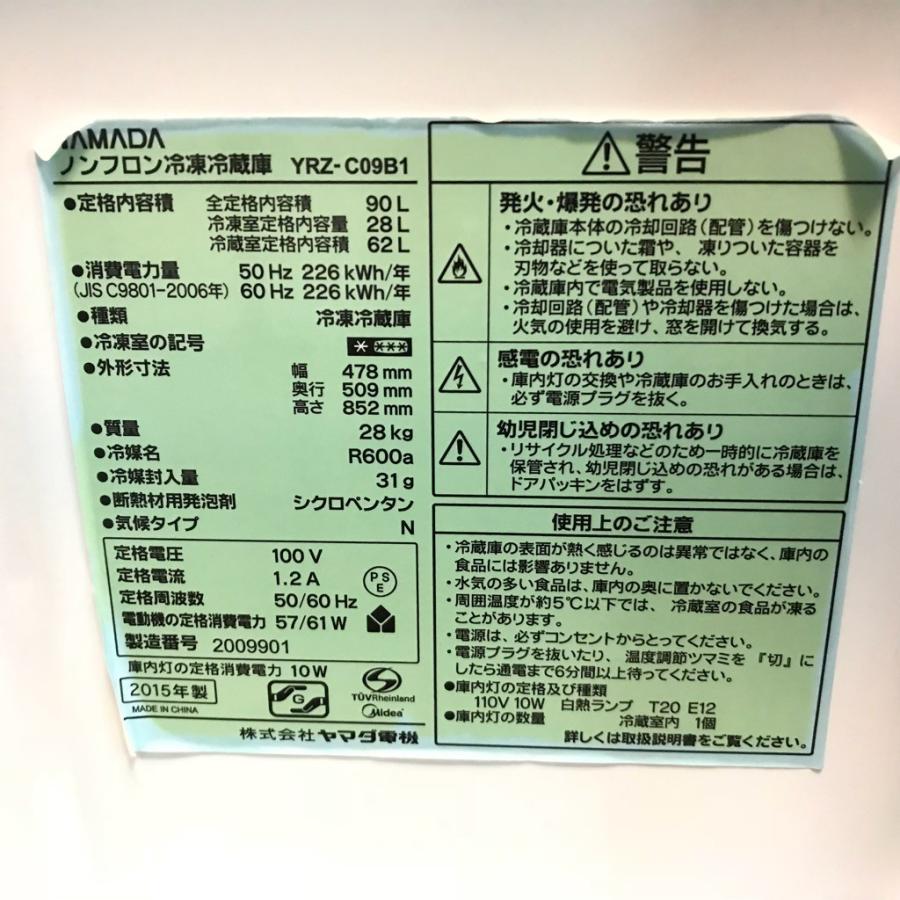 YAMADA
ノンフロン冷凍冷蔵庫 YRZ-C09B1
●定格内容積 全定格内容積 90 L
冷凍室定格内容量 28 L
冷蔵室定格内容積 62 L
●消費電力量 50 Hz 226 kWh/年
(JIS C9801-2006年) 60 Hz 226 kWh/年
●種類 冷凍冷蔵庫
●冷凍室の記号
●外形寸法 幅 478 mm
奥行 509 mm
高さ 852 mm
●質量 28 kg
●冷媒名 R600a
●冷媒封入量 31 g
●断熱材用発泡剤 シクロペンタン
●気候タイプ N
定格電圧 100 V
定格電流 1.2 A
定格周波数 50/60 Hz
電動機の定格消費電力 57/61 W
製造番号 2009901
PSE
庫内灯の定格消費電力 10 W
2015年製
MADE IN CHINA
G
TÜVRheinland
Midea
株式会社ヤマダ電機
警告
発火・爆発の恐れあり
・冷蔵庫本体の冷却回路(配管)を傷つけない。
・冷却器についた霜や、凍りついた容器を
刃物などを使って取らない。
・冷蔵庫内で電気製品を使用しない。
・冷却回路(配管)や冷却器を傷つけた場合は、
火気の使用を避け、窓を開けて換気する。
感電の恐れあり
・庫内灯の交換や冷蔵庫のお手入れのときは、
必ず電源プラグを抜く。
幼児閉じ込めの恐れあり
・リサイクル処理などのため一時的に冷蔵庫を
保管され、幼児閉じ込めの恐れがある場合は、
ドアパッキンをはずす。
使用上のご注意
・冷蔵庫の表面が熱く感じるのは異常ではなく、庫内の
食品には影響ありません。
・水気の多い食品は、庫内の奥に置かないでください。
・周囲温度が約5℃以下では、冷蔵室の食品が凍る
ことがあります。
・電源は、必ずコンセントからとってください。
・電源プラグを抜いたり、温度調節ツマミを『切』に
したら通電まで6分間以上待ってください。
●庫内灯の定格及び種類
110V 10W 白熱ランプ T20 E12
●庫内灯の数量 冷蔵室内 1個
詳しくは取扱説明書をご覧ください。